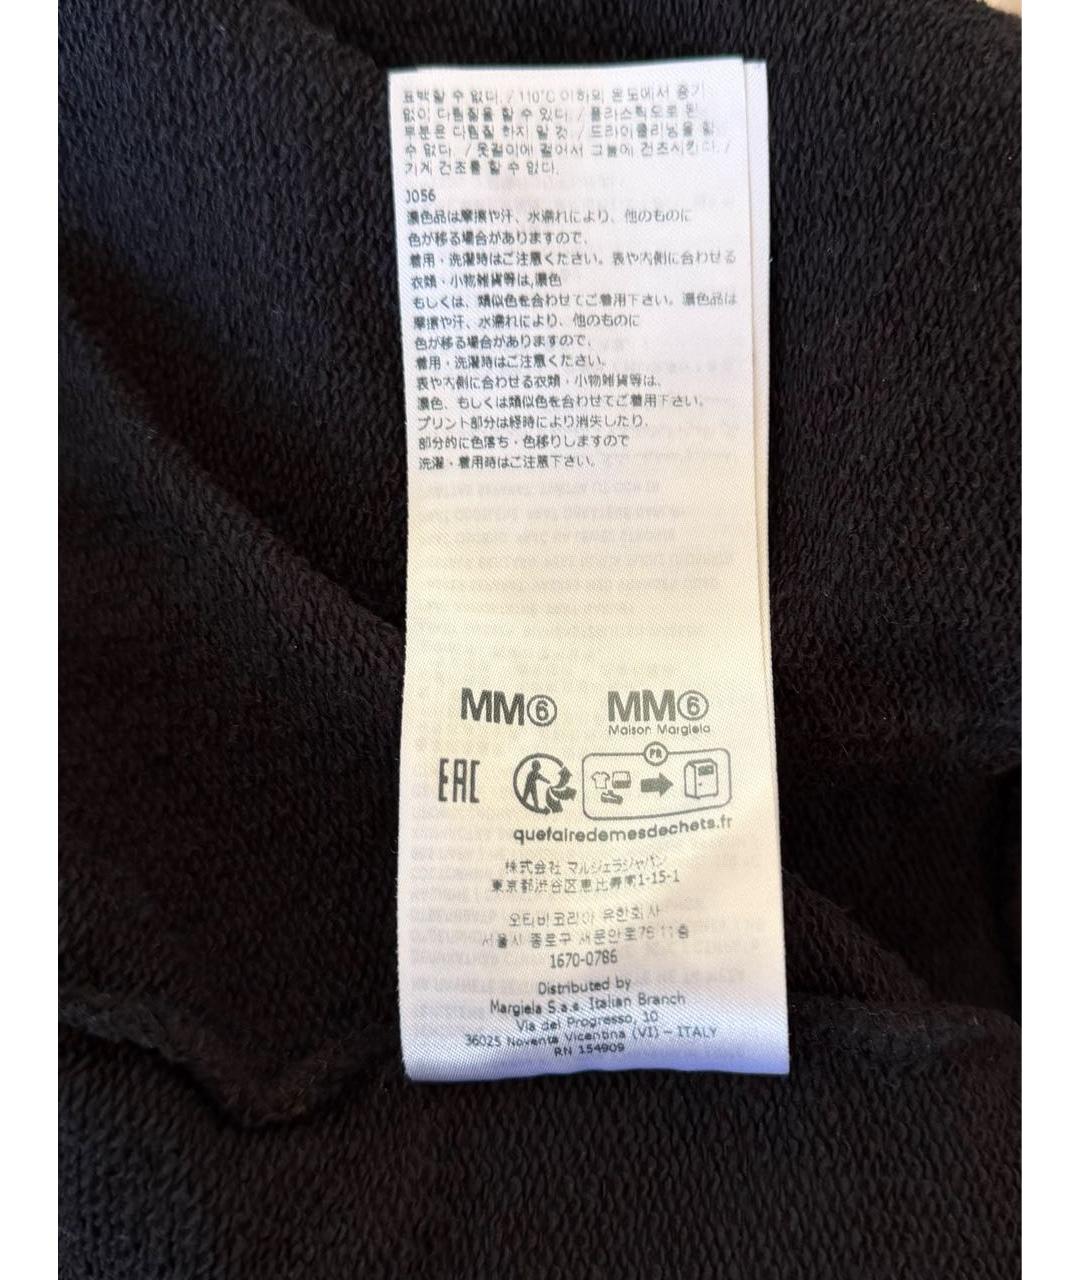 표백할 수 없다. / 110°C 이하의 온도에서 증기
없이 다림질을 할 수 있다. / 플라스틱으로 된
부분은 다림질 하지 말 것. / 드라이클리닝을 할
수 없다. / 옷걸이에 걸어서 그늘에 건조시킨다. /
기계 건조를 할 수 없다.
J056
濃色品は摩擦や汗、水濡れにより、他のものに
色が移る場合がありますので、
着用・洗濯時はご注意ください。表や内側に合わせる
衣類・小物雑貨等は,濃色
もしくは、類似色を合わせてご着用下さい。濃色品は
摩擦や汗、水濡れにより、他のものに
色が移る場合がありますので、
着用・洗濯時はご注意ください。
表や内側に合わせる衣類・小物雑貨等は、
濃色、もしくは類似色を合わせてご着用下さい。
プリント部分は経時により消失したり、
部分的に色落ち・色移りしますので
洗濯・着用時はご注意下さい。
MM6 MM6
Maison Margiela
EAC FR
quefairedemesdechets.fr
株式会社 マルジェラジャパン
東京都渋谷区恵比寿南1-15-1
오티비코리아 유한회사
서울시 종로구 새문안로76 11층
1670-0786
Distributed by
Margiela S.a.s. Italian Branch
Via del Progresso, 10
36025 Noventa Vicentina (VI) – ITALY
RN 154909